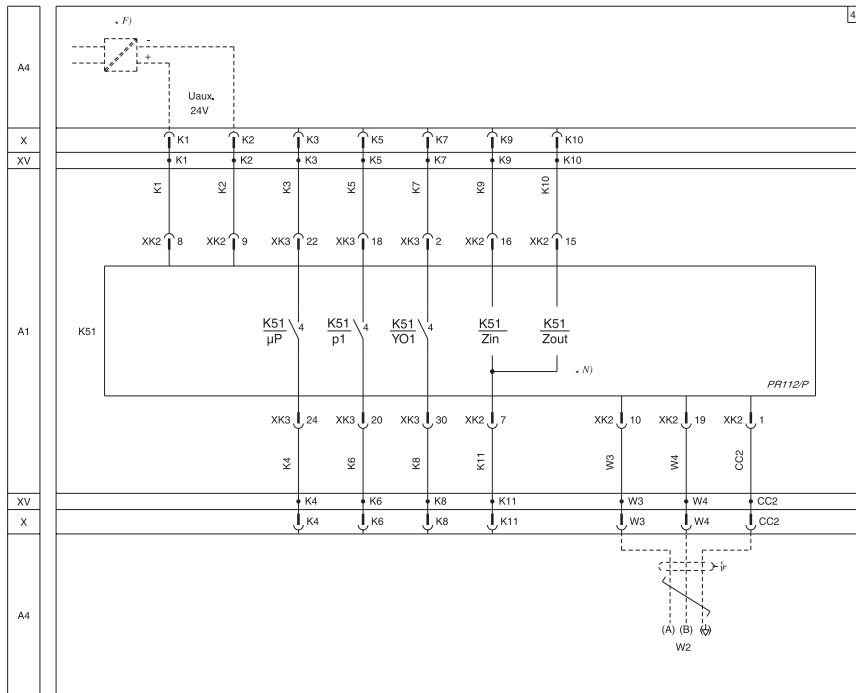 4
* F)
A4
-
+
Uaux.
24V
X K1 K2 K3 K5 K7 K9 K10
XV K1 K2 K3 K5 K7 K9 K10
K1 K2 K3 K5 K7 K9 K10
XK2 8 XK2 9 XK3 22 XK3 18 XK3 2 XK2 16 XK2 15
A1
K51
K51 4 K51 4 K51 4 K51 K51
µP p1 YO1 Zin Zout
* N)
PR112/P
XK3 24 XK3 20 XK3 30 XK2 7 XK2 10 XK2 19 XK2 1
K4 K6 K8 K11 W3 W4 CC2
XV K4 K6 K8 K11 W3 W4 CC2
X K4 K6 K8 K11 W3 W4 CC2
A4
(A) (B)
W2